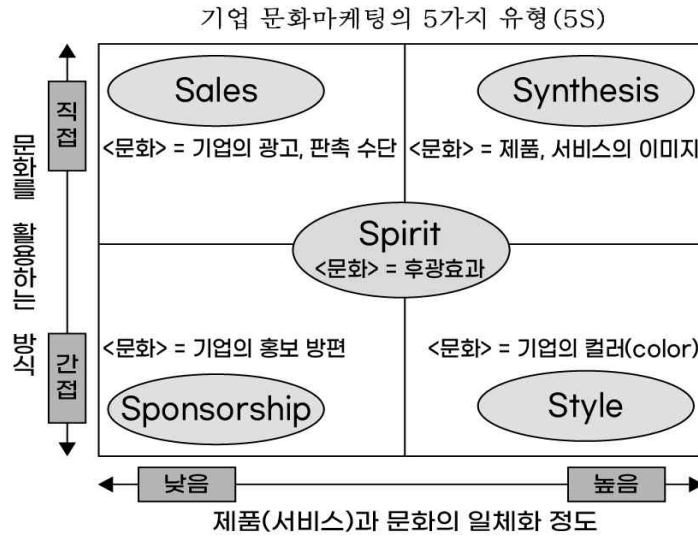 기업 문화마케팅의 5가지 유형(5S)
직접
Sales
Synthesis
<문화> = 기업의 광고, 판촉 수단
<문화> = 제품, 서비스의 이미지
문화를 활용하는 방식
Spirit
<문화> = 후광효과
간접
<문화> = 기업의 홍보 방편
<문화> = 기업의 컬러(color)
Sponsorship
Style
낮음
높음
제품(서비스)과 문화의 일체화 정도